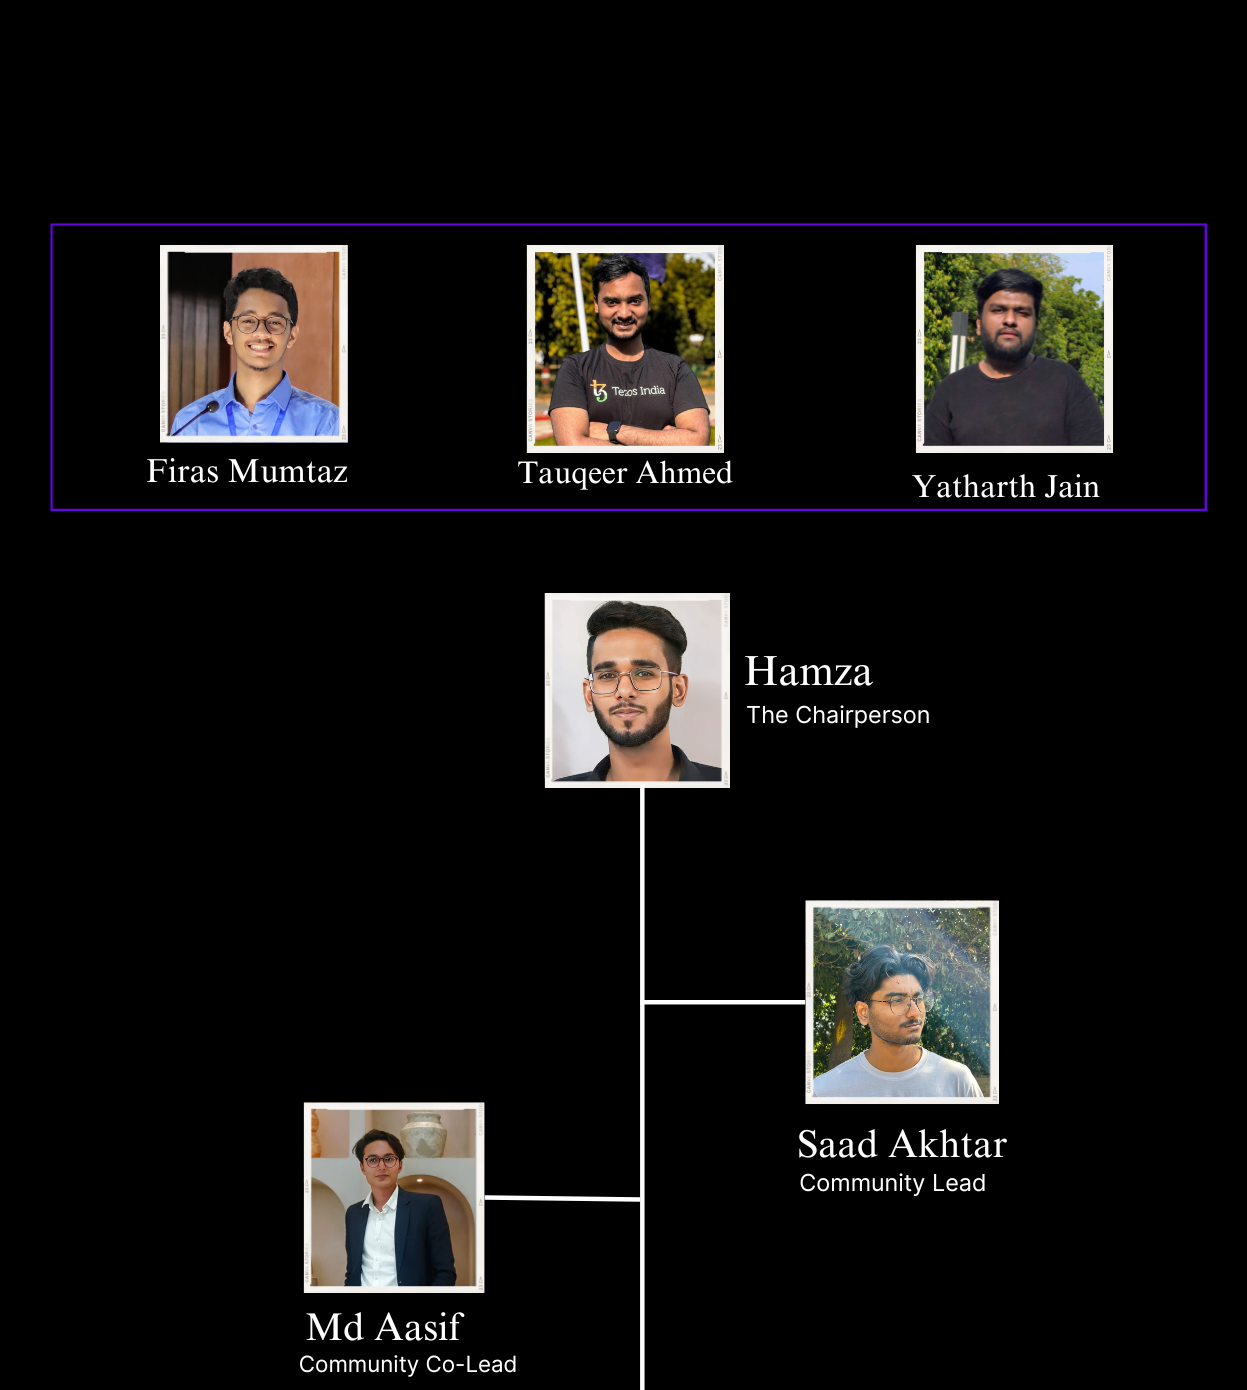 Tezos India
Firas Mumtaz
Tauqeer Ahmed
Yatharth Jain
Hamza
The Chairperson
Saad Akhtar
Community Lead
Md Aasif
Community Co-Lead